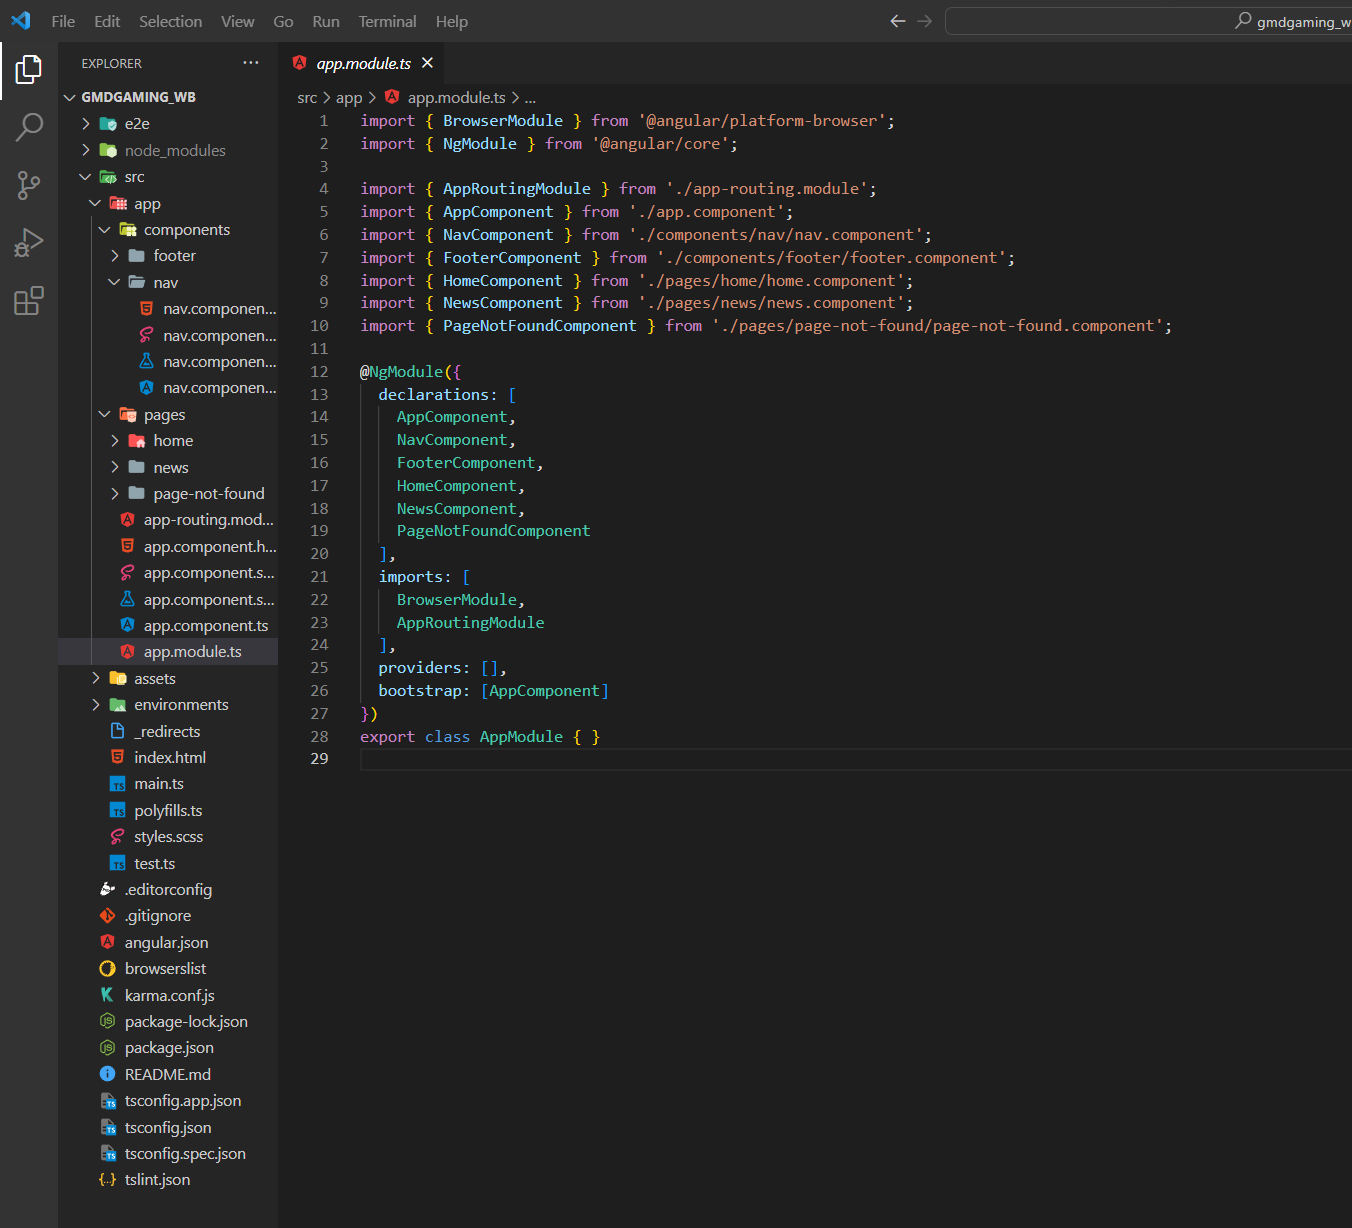 File Edit Selection View Go Run Terminal Help
gmdgaming_w
EXPLORER
GMDGAMING_WB
e2e
node_modules
src
app
components
footer
nav
nav.componen...
nav.componen...
nav.componen...
nav.componen...
pages
home
news
page-not-found
app-routing.mod...
app.component.h...
app.component.s...
app.component.s...
app.component.ts
app.module.ts
assets
environments
_redirects
index.html
main.ts
polyfills.ts
styles.scss
test.ts
.editorconfig
.gitignore
angular.json
browserslist
karma.conf.js
package-lock.json
package.json
README.md
tsconfig.app.json
tsconfig.json
tsconfig.spec.json
tslint.json
app.module.ts
src > app > app.module.ts > ...
1 import { BrowserModule } from '@angular/platform-browser';
2 import { NgModule } from '@angular/core';
3
4 import { AppRoutingModule } from './app-routing.module';
5 import { AppComponent } from './app.component';
6 import { NavComponent } from './components/nav/nav.component';
7 import { FooterComponent } from './components/footer/footer.component';
8 import { HomeComponent } from './pages/home/home.component';
9 import { NewsComponent } from './pages/news/news.component';
10 import { PageNotFoundComponent } from './pages/page-not-found/page-not-found.component';
11
12 @NgModule({
13 declarations: [
14 AppComponent,
15 NavComponent,
16 FooterComponent,
17 HomeComponent,
18 NewsComponent,
19 PageNotFoundComponent
20 ],
21 imports: [
22 BrowserModule,
23 AppRoutingModule
24 ],
25 providers: [],
26 bootstrap: [AppComponent]
27 })
28 export class AppModule { }
29